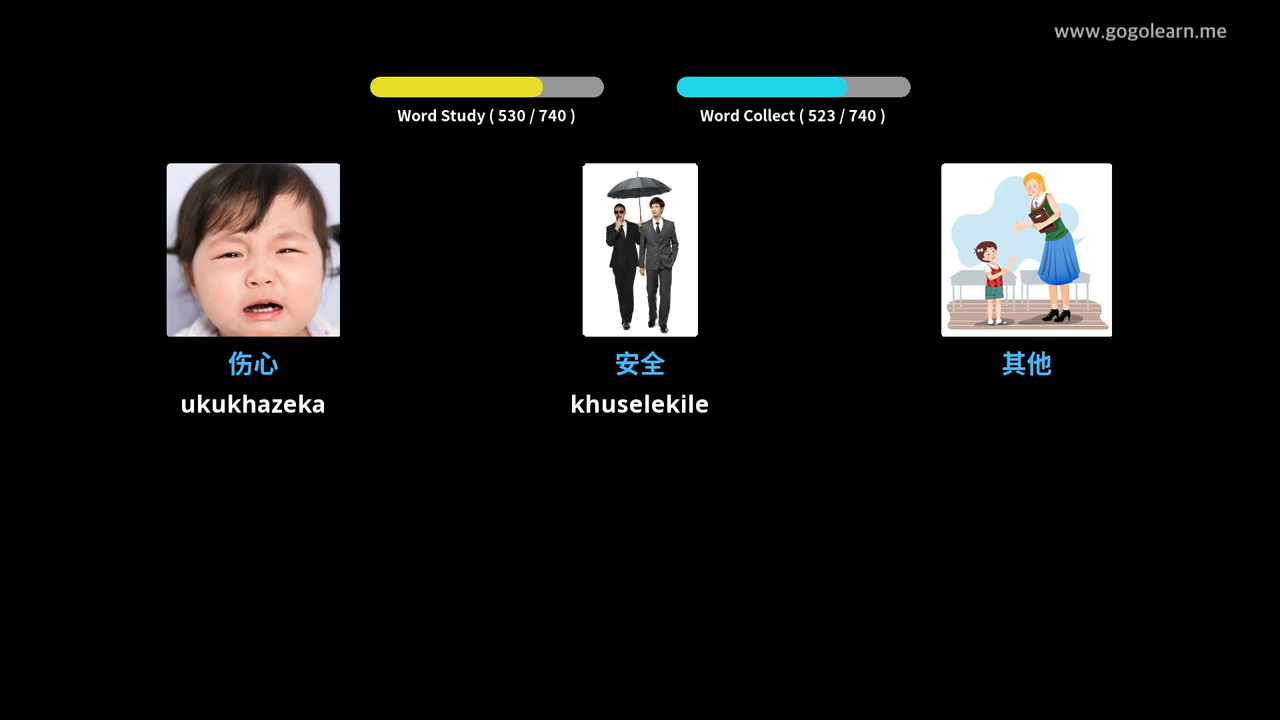 www.gogolearn.me
Word Study ( 530 / 740 )
Word Collect ( 523 / 740 )
伤心
安全
其他
ukukhazeka
khuselekile